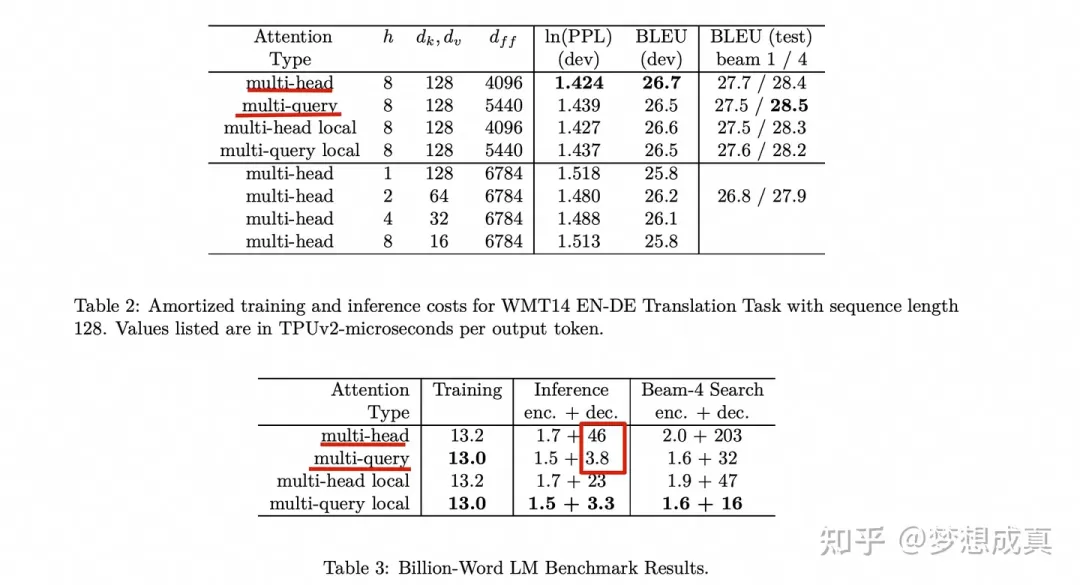 Attention h d_k, d_v d_ff ln(PPL) BLEU BLEU (test)
Type (dev) (dev) beam 1 / 4
multi-head 8 128 4096 1.424 26.7 27.7 / 28.4
multi-query 8 128 5440 1.439 26.5 27.5 / 28.5
multi-head local 8 128 4096 1.427 26.6 27.5 / 28.3
multi-query local 8 128 5440 1.437 26.5 27.6 / 28.2
multi-head 1 128 6784 1.518 25.8
multi-head 2 64 6784 1.480 26.2 26.8 / 27.9
multi-head 4 32 6784 1.488 26.1
multi-head 8 16 6784 1.513 25.8
Table 2: Amortized training and inference costs for WMT14 EN-DE Translation Task with sequence length
128. Values listed are in TPUv2-microseconds per output token.
Attention Training Inference Beam-4 Search
Type enc. + dec. enc. + dec.
multi-head 13.2 1.7 + 46 2.0 + 203
multi-query 13.0 1.5 + 3.8 1.6 + 32
multi-head local 13.2 1.7 + 23 1.9 + 47
multi-query local 13.0 1.5 + 3.3 1.6 + 16
知乎 @梦想成真
Table 3: Billion-Word LM Benchmark Results.